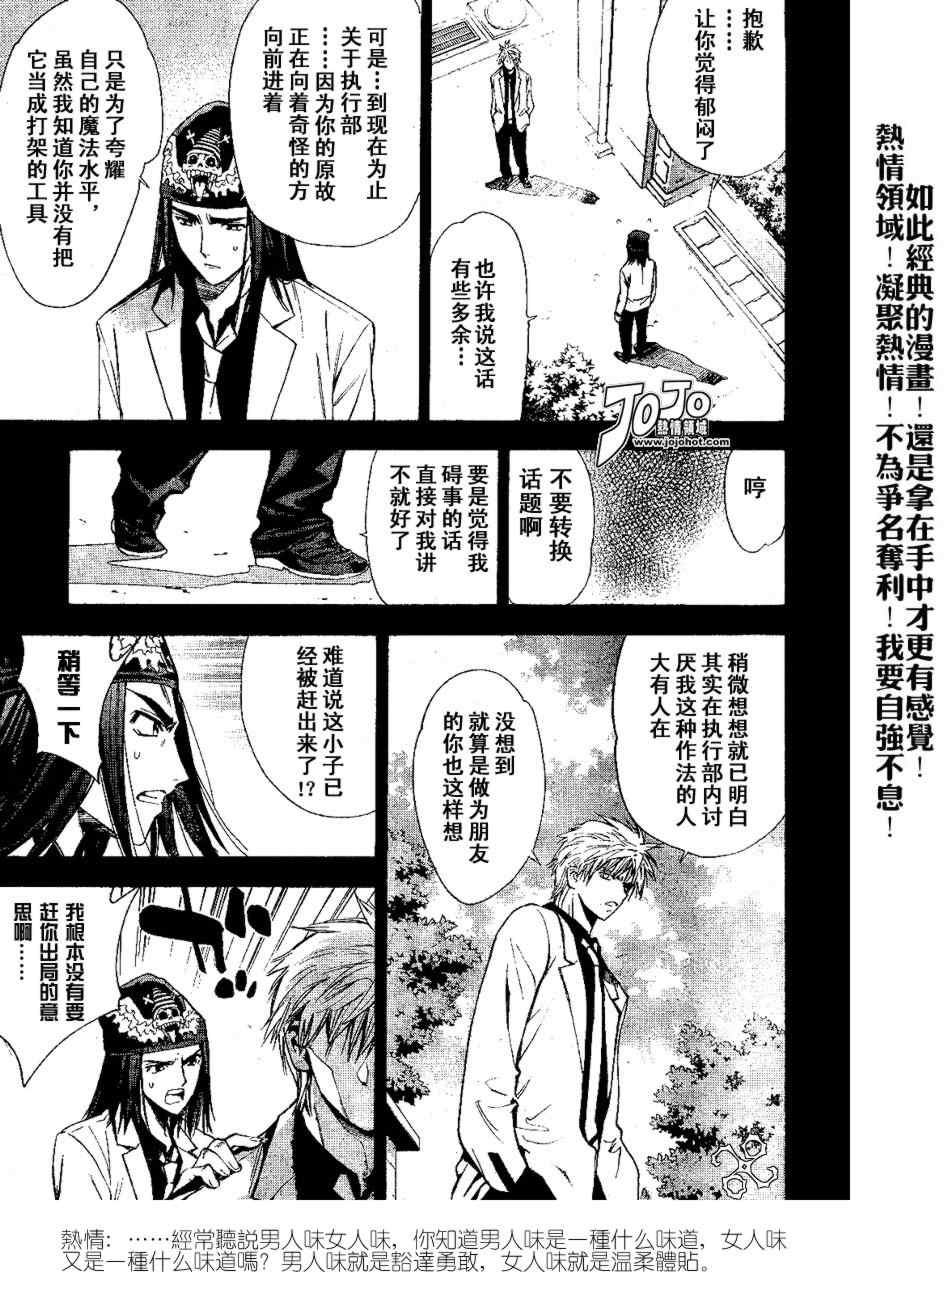 抱歉
……
让你觉得郁闷了
也许我说这话
有些多余…
可是…到现在为止
关于执行部
……因为你的原故
正在向着奇怪的方
向前进着
只是为了夸耀
自己的魔法水平，
虽然我知道你并没有把
它当成打架的工具
JOJO
熱情領域
www.jojohot.com
哼
不要转换
话题啊
要是觉得我
碍事的话
直接对我讲
不就好了
稍微想想就已明白
其实在执行部内讨
厌我这种作法的人
大有人在
没想到
就算是做为朋友
的你也这样想
难道说这小子已
经被赶出来了!?
稍等一下
我根本没有要
赶你出局的意
思啊……
如此經典的漫畫！還是拿在手中才更有感覺！
熱情領域！凝聚熱情！不為爭名奪利！我要自強不息！
熱情：……經常聽說男人味女人味，你知道男人味是一種什么味道，女人味
又是一種什么味道嗎？男人味就是豁達勇敢，女人味就是温柔體貼。